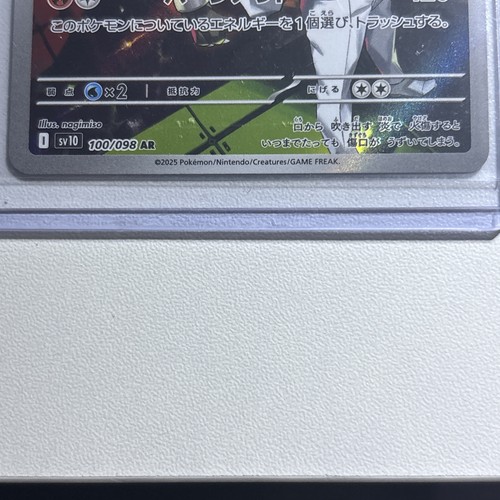 このポケモンについているエネルギーを1個選び、トラッシュする。
弱点 ×2 抵抗力 にげる
Illus. nagimiso
I sv10 100/098 AR
口から 吹き出す 炎で 火傷すると
いつまでたっても 傷口が うずいてしまう。
©2025 Pokémon/Nintendo/Creatures/GAME FREAK.